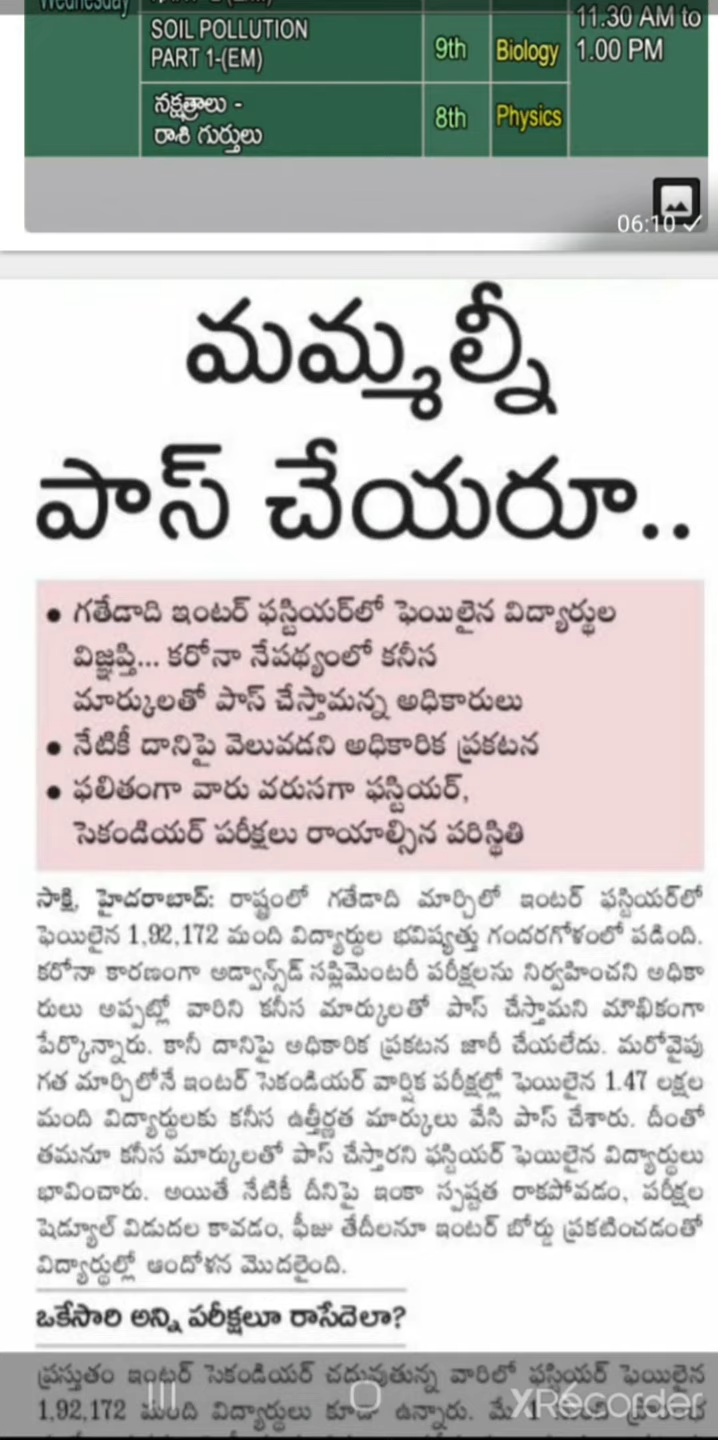 Wednesday
SOIL POLLUTION
PART 1-(EM)
9th
Biology
11.30 AM to
1.00 PM
నక్షత్రాలు -
రాశి గుర్తులు
8th
Physics
06:10
మమ్మల్నీ
పాస్ చేయరూ..
• గతేడాది ఇంటర్ ఫస్టియర్‌లో ఫెయిలైన విద్యార్థుల
విజ్ఞప్తి... కరోనా నేపథ్యంలో కనీస
మార్కులతో పాస్ చేస్తామన్న అధికారులు
• నేటికీ దానిపై వెలువడని అధికారిక ప్రకటన
• ఫలితంగా వారు వరుసగా ఫస్టియర్,
సెకండియర్ పరీక్షలు రాయాల్సిన పరిస్థితి
సాక్షి, హైదరాబాద్: రాష్ట్రంలో గతేడాది మార్చిలో ఇంటర్ ఫస్టియర్‌లో
ఫెయిలైన 1,92,172 మంది విద్యార్థుల భవిష్యత్తు గందరగోళంలో పడింది.
కరోనా కారణంగా అడ్వాన్స్‌డ్ సప్లిమెంటరీ పరీక్షలను నిర్వహించని అధికా
రులు అప్పట్లో వారిని కనీస మార్కులతో పాస్ చేస్తామని మౌఖికంగా
పేర్కొన్నారు. కానీ దానిపై అధికారిక ప్రకటన జారీ చేయలేదు. మరోవైపు
గత మార్చిలోనే ఇంటర్ సెకండియర్ వార్షిక పరీక్షల్లో ఫెయిలైన 1.47 లక్షల
మంది విద్యార్థులకు కనీస ఉత్తీర్ణత మార్కులు వేసి పాస్ చేశారు. దీంతో
తమనూ కనీస మార్కులతో పాస్ చేస్తారని ఫస్టియర్ ఫెయిలైన విద్యార్థులు
భావించారు. అయితే నేటికీ దీనిపై ఇంకా స్పష్టత రాకపోవడం, పరీక్షల
షెడ్యూల్ విడుదల కావడం, ఫీజు తేదీలనూ ఇంటర్ బోర్డు ప్రకటించడంతో
విద్యార్థుల్లో ఆందోళన మొదలైంది.
ఒకేసారి అన్ని పరీక్షలూ రాసేదెలా?
ప్రస్తుతం ఇంటర్ సెకండియర్ చదువుతున్న వారిలో ఫస్టియర్ ఫెయిలైన
1,92,172 మంది విద్యార్థులు కూడా ఉన్నారు. మే
XRecorder